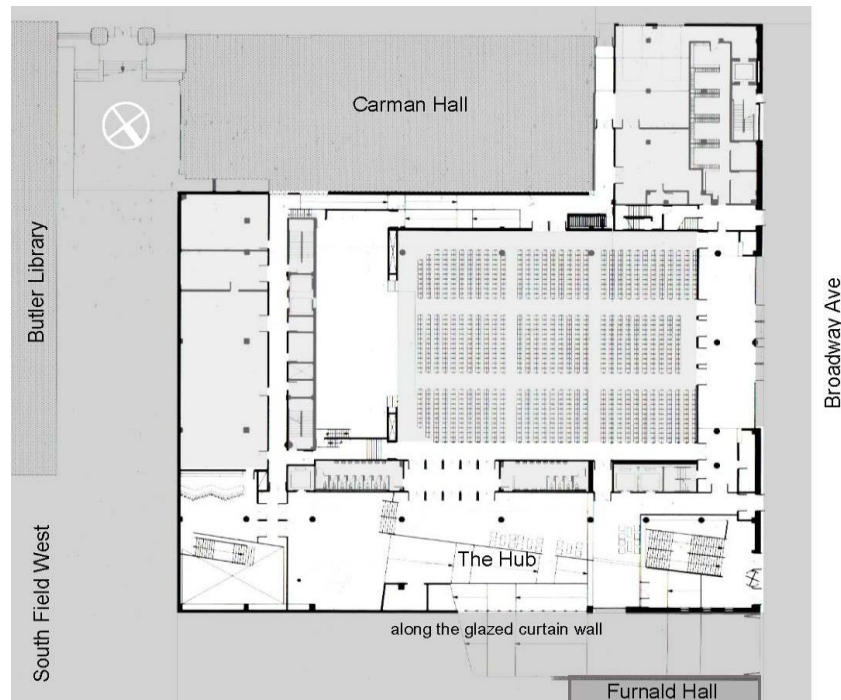 Carman Hall
Butler Library
Broadway Ave
The Hub
South Field West
along the glazed curtain wall
Furnald Hall